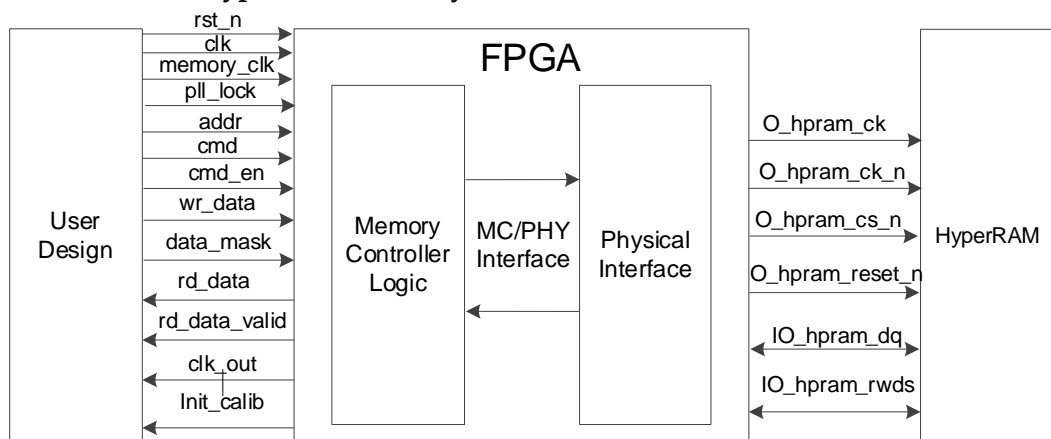 rst_n
clk
memory_clk
pll_lock
addr
cmd
cmd_en
wr_data
data_mask
rd_data
rd_data_valid
clk_out
Init_calib
User
Design
FPGA
Memory
Controller
Logic
MC/PHY
Interface
Physical
Interface
O_hpram_ck
O_hpram_ck_n
O_hpram_cs_n
O_hpram_reset_n
IO_hpram_dq
IO_hpram_rwds
HyperRAM